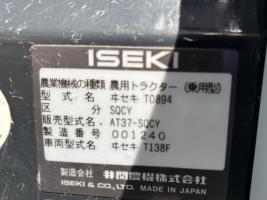 ISEKI
農業機械の種類 農用トラクター(乗用型)
型式名 ヰセキ T0894
区分 SQCY
販売型式名 AT37-SQCY
製造番号 001240
車両型式名 ヰセキ T138F
製造会社 井関農機株式会社
ISEKI & CO., LTD. MADE IN JAPAN